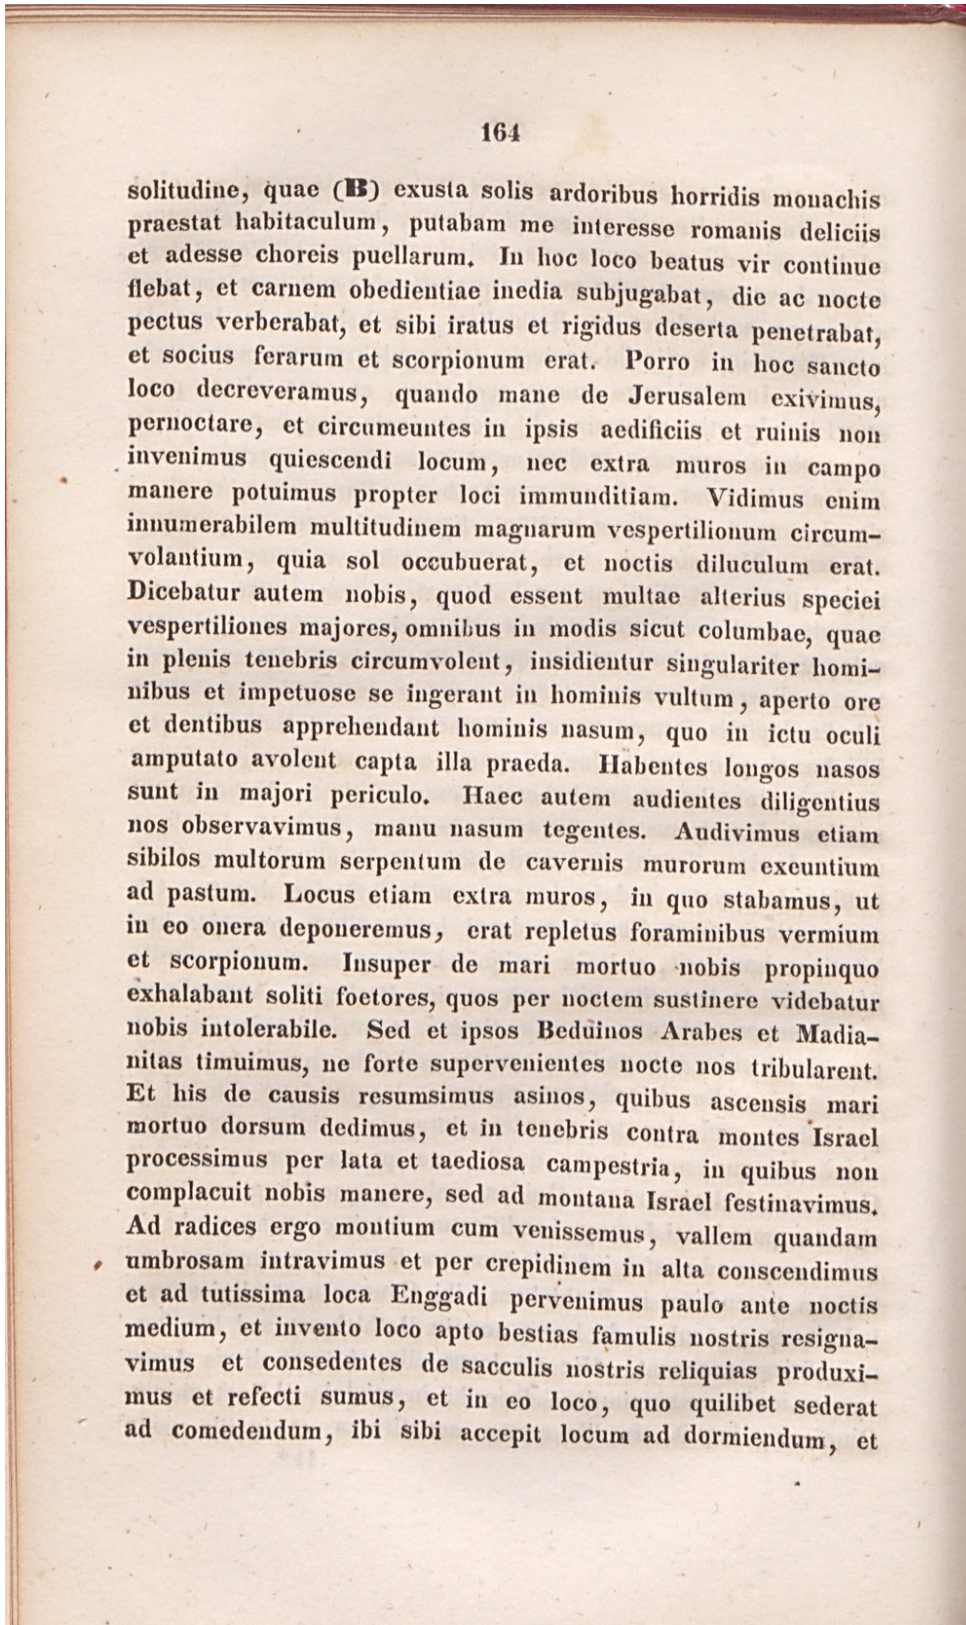 164
solitudine, quae (B) exusta solis ardoribus horridis monachis
praestat habitaculum, putabam me interesse romanis deliciis
et adesse choreis puellarum. In hoc loco beatus vir continue
flebat, et carnem obedientiae inedia subjugabat, die ac nocte
pectus verberabat, et sibi iratus et rigidus deserta penetrabat,
et socius ferarum et scorpionum erat. Porro in hoc sancto
loco decreveramus, quando mane de Jerusalem exivimus,
pernoctare, et circumeuntes in ipsis aedificiis et ruinis non
invenimus quiescendi locum, nec extra muros in campo
manere potuimus propter loci immunditiam. Vidimus enim
innumerabilem multitudinem magnarum vespertilionum circum-
volantium, quia sol occubuerat, et noctis diluculum erat.
Dicebatur autem nobis, quod essent multae alterius speciei
vespertiliones majores, omnibus in modis sicut columbae, quae
in plenis tenebris circumvolent, insidientur singulariter homi-
nibus et impetuose se ingerant in hominis vultum, aperto ore
et dentibus apprehendant hominis nasum, quo in ictu oculi
amputato avolent capta illa praeda. Habentes longos nasos
sunt in majori periculo. Haec autem audientes diligentius
nos observavimus, manu nasum tegentes. Audivimus etiam
sibilos multorum serpentum de cavernis murorum exeuntium
ad pastum. Locus etiam extra muros, in quo stabamus, ut
in eo onera deponeremus, erat repletus foraminibus vermium
et scorpionum. Insuper de mari mortuo nobis propinquo
exhalabant soliti foetores, quos per noctem sustinere videbatur
nobis intolerabile. Sed et ipsos Beduinos Arabes et Madia-
nitas timuimus, ne forte supervenientes nocte nos tribularent.
Et his de causis resumsimus asinos, quibus ascensis mari
mortuo dorsum dedimus, et in tenebris contra montes Israel
processimus per lata et taediosa campestria, in quibus non
complacuit nobis manere, sed ad montana Israel festinavimus.
Ad radices ergo montium cum venissemus, vallem quandam
umbrosam intravimus et per crepidinem in alta conscendimus
et ad tutissima loca Enggadi pervenimus paulo ante noctis
medium, et invento loco apto bestias famulis nostris resigna-
vimus et consedentes de sacculis nostris reliquias produxi-
mus et refecti sumus, et in eo loco, quo quilibet sederat
ad comedendum, ibi sibi accepit locum ad dormiendum, et